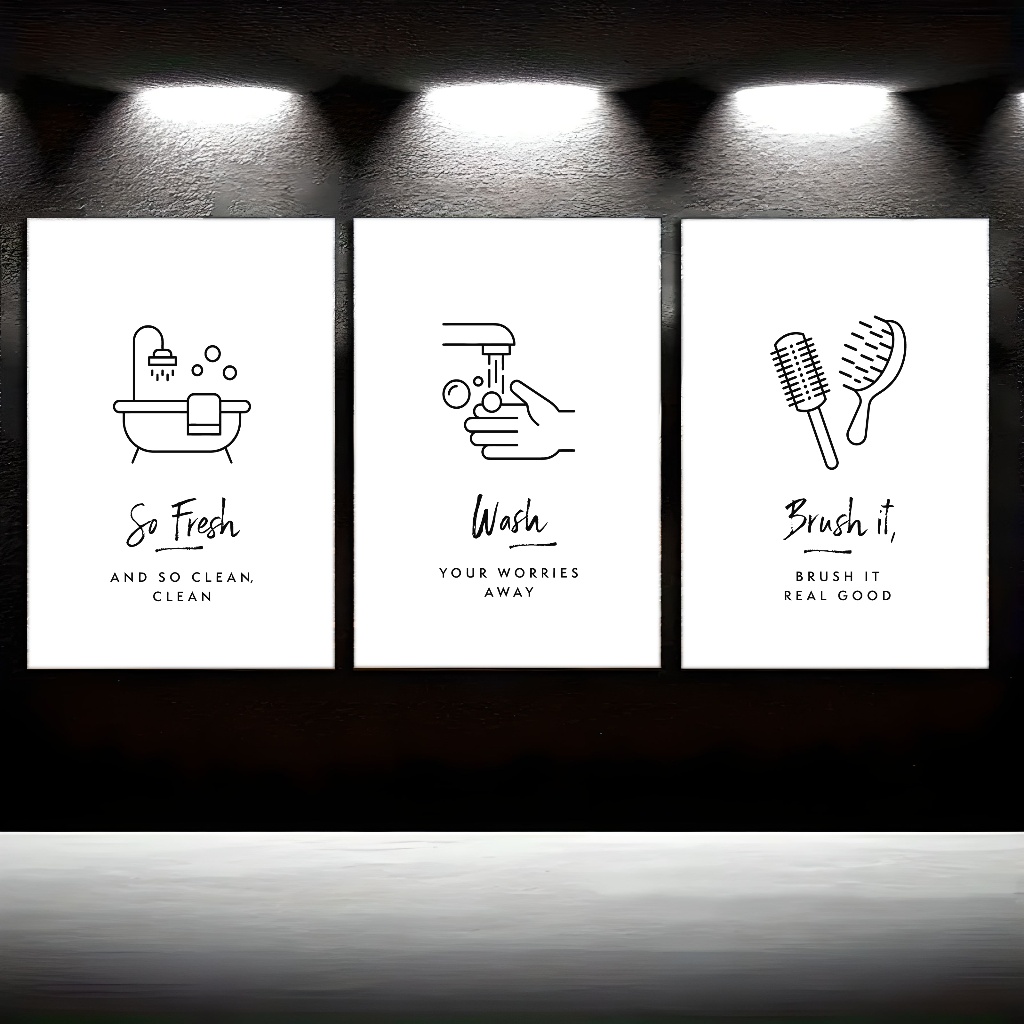 So Fresh
AND SO CLEAN,
CLEAN
Wash
YOUR WORRIES
AWAY
Brush it,
BRUSH IT
REAL GOOD